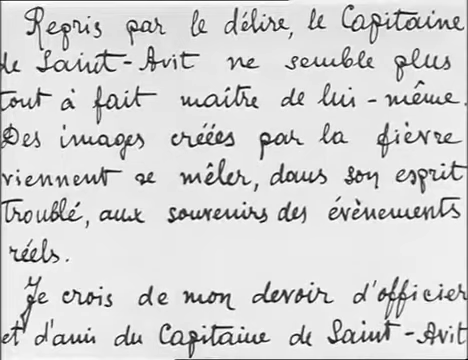 Repris par le délire, le Capitaine
de Saint-Avit ne semble plus
tout à fait maître de lui-même.
Des images créées par la fièvre
viennent se mêler, dans son esprit
troublé, aux souvenirs des évènements
réels.
Je crois de mon devoir d'officier
et d'ami du Capitaine de Saint-Avit